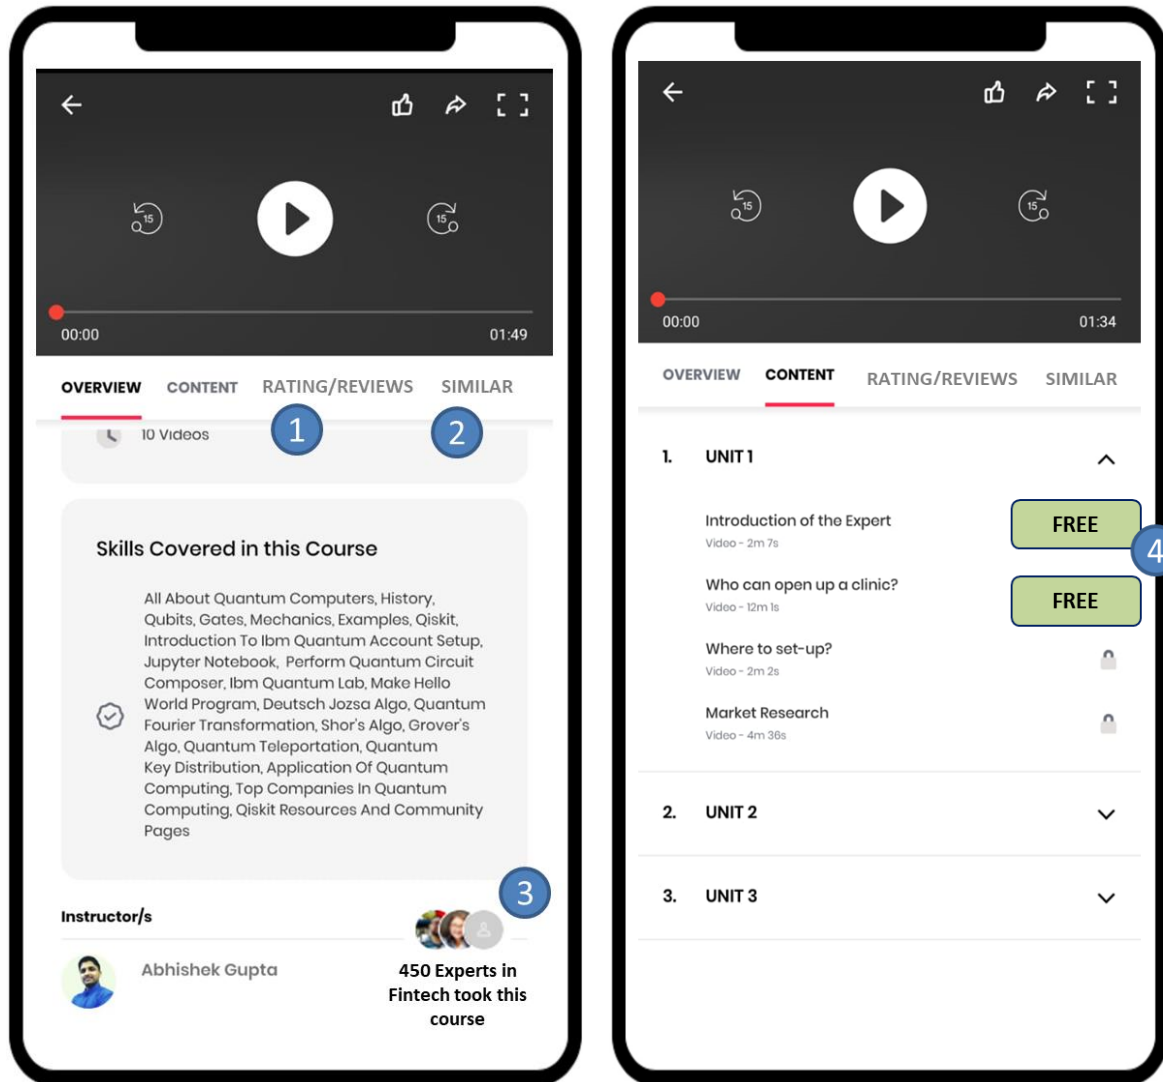 15
15
00:00 01:49
OVERVIEW CONTENT RATING/REVIEWS SIMILAR
1 2
10 Videos
Skills Covered in this Course
All About Quantum Computers, History,
Qubits, Gates, Mechanics, Examples, Qiskit,
Introduction To Ibm Quantum Account Setup,
Jupyter Notebook, Perform Quantum Circuit
Composer, Ibm Quantum Lab, Make Hello
World Program, Deutsch Jozsa Algo, Quantum
Fourier Transformation, Shor's Algo, Grover's
Algo, Quantum Teleportation, Quantum
Key Distribution, Application Of Quantum
Computing, Top Companies In Quantum
Computing, Qiskit Resources And Community
Pages
3
Instructor/s
Abhishek Gupta
450 Experts in
Fintech took this
course
15
15
00:00 01:34
OVERVIEW CONTENT RATING/REVIEWS SIMILAR
1. UNIT 1
Introduction of the Expert FREE
Video - 2m 7s
4
Who can open up a clinic? FREE
Video - 12m 1s
Where to set-up?
Video - 2m 2s
Market Research
Video - 4m 36s
2. UNIT 2
3. UNIT 3